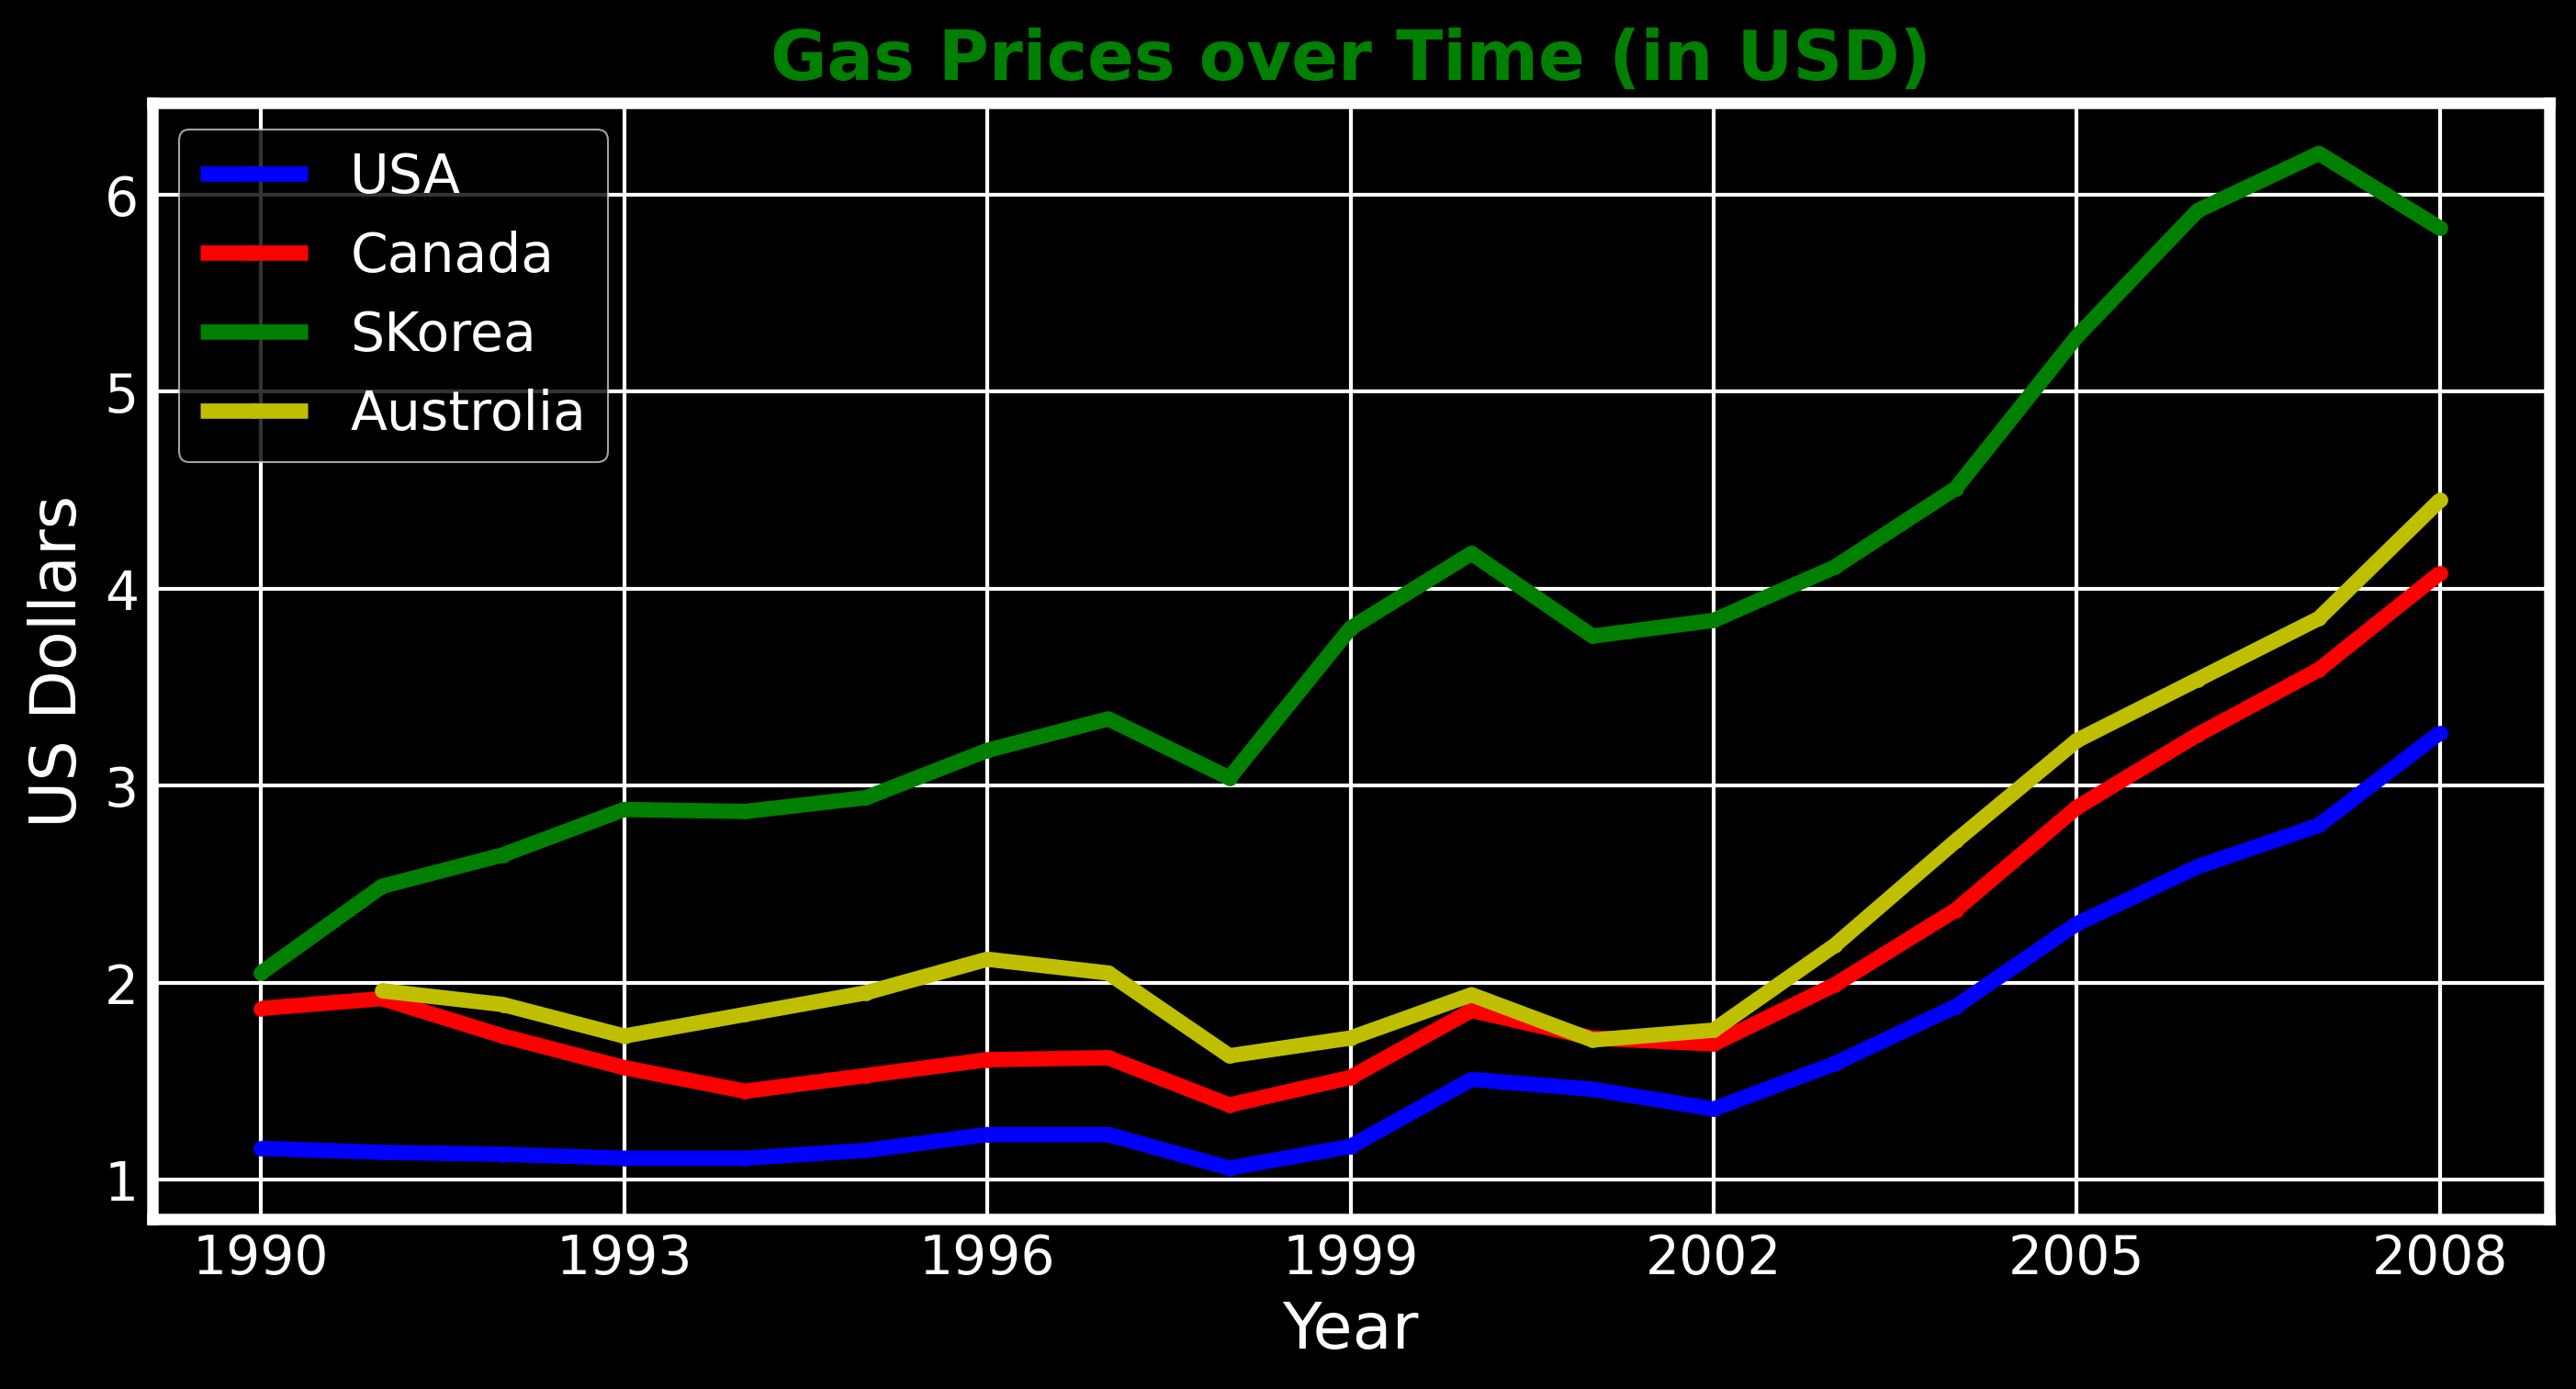 Gas Prices over Time (in USD)
USA
Canada
SKorea
Austrolia
US Dollars
6
5
4
3
2
1
1990 1993 1996 1999 2002 2005 2008
Year